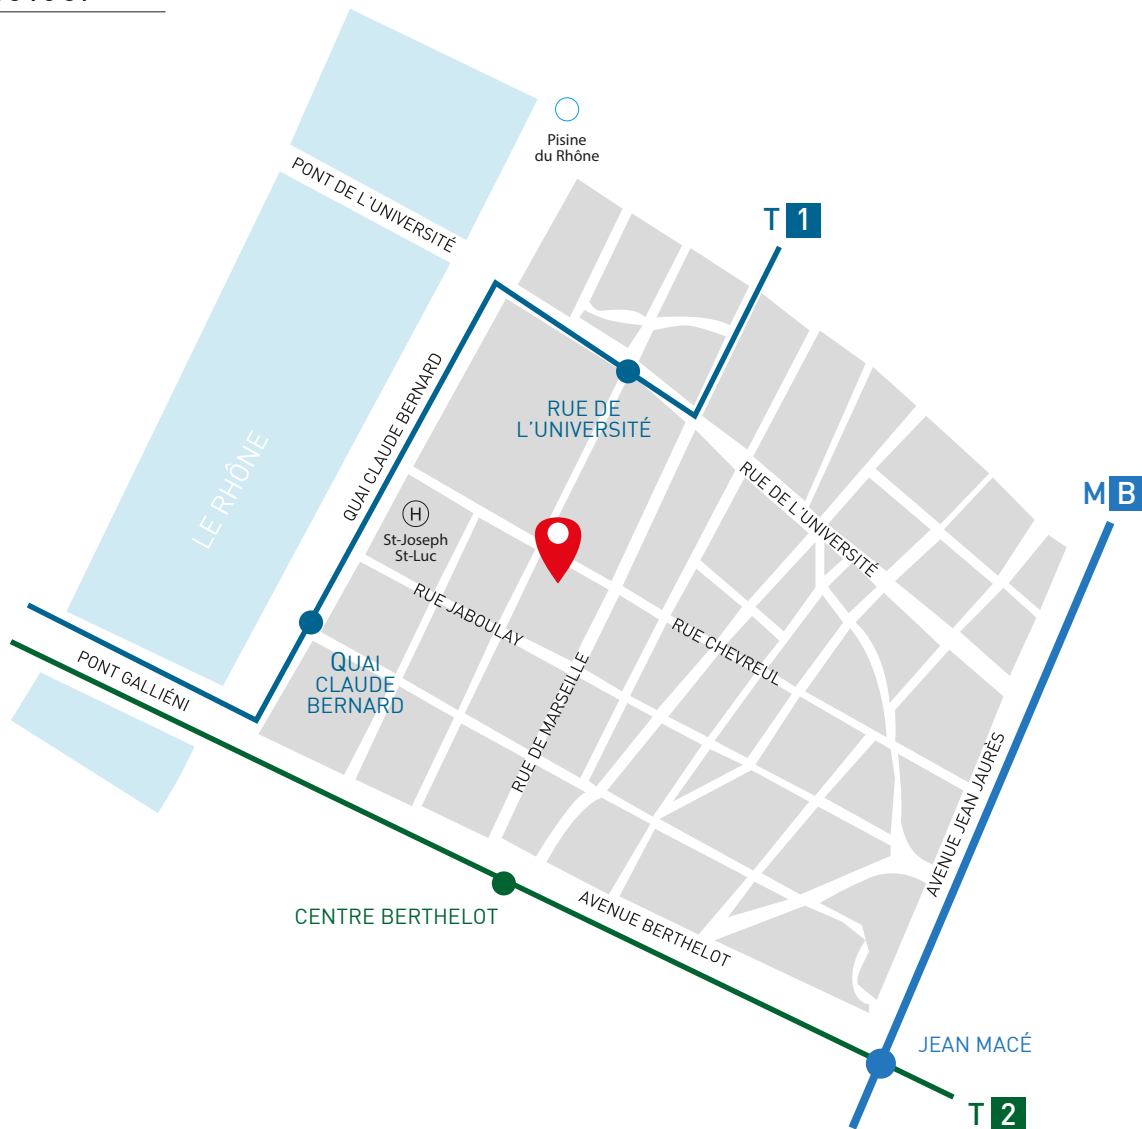 Pisine
du Rhône
PONT DE L'UNIVERSITÉ
T 1
QUAI CLAUDE BERNARD
RUE DE
L'UNIVERSITÉ
LE RHÔNE
RUE DE L'UNIVERSITÉ
M B
H
St-Joseph
St-Luc
RUE JABOULAY
RUE CHEVREUL
PONT GALLIÉNI
QUAI
CLAUDE
BERNARD
RUE DE MARSEILLE
AVENUE JEAN JAURÈS
CENTRE BERTHELOT
AVENUE BERTHELOT
JEAN MACÉ
T 2